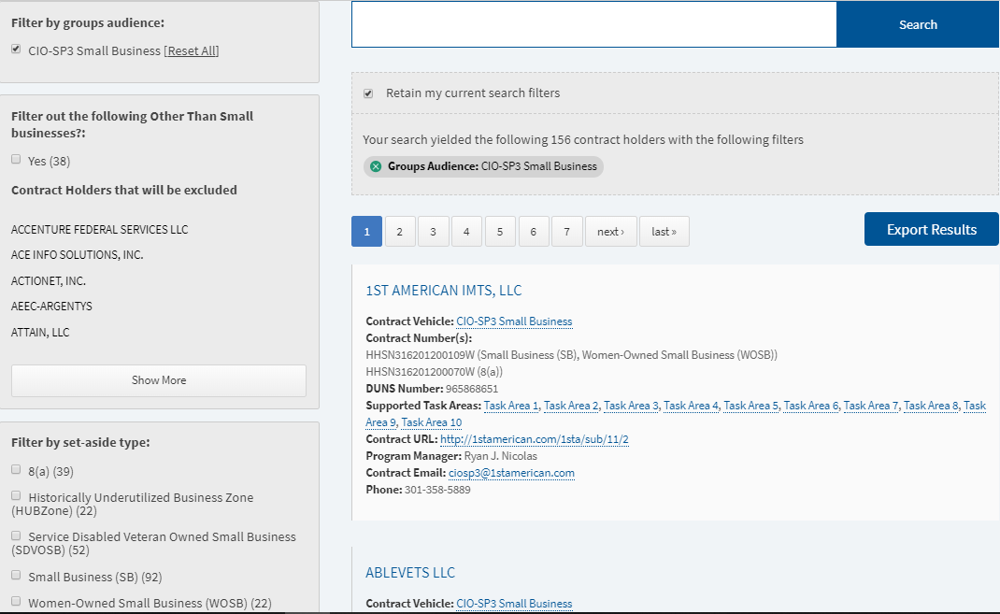 Filter by groups audience:
CIO-SP3 Small Business [Reset All]
Filter out the following Other Than Small
businesses?:
Yes (38)
Contract Holders that will be excluded
ACCENTURE FEDERAL SERVICES LLC
ACE INFO SOLUTIONS, INC.
ACTIONET, INC.
AEEC-ARGENTYS
ATTAIN, LLC
Show More
Filter by set-aside type:
8(a) (39)
Historically Underutilized Business Zone
(HUBZone) (22)
Service Disabled Veteran Owned Small Business
(SDVOSB) (52)
Small Business (SB) (92)
Women-Owned Small Business (WOSB) (22)
Search
Retain my current search filters
Your search yielded the following 156 contract holders with the following filters
Groups Audience: CIO-SP3 Small Business
1 2 3 4 5 6 7 next › last »
Export Results
1ST AMERICAN IMTS, LLC
Contract Vehicle: CIO-SP3 Small Business
Contract Number(s):
HHSN316201200109W (Small Business (SB), Women-Owned Small Business (WOSB))
HHSN316201200070W (8(a))
DUNS Number: 965868651
Supported Task Areas: Task Area 1, Task Area 2, Task Area 3, Task Area 4, Task Area 5, Task Area 6, Task Area 7, Task Area 8, Task
Area 9, Task Area 10
Contract URL: http://1stamerican.com/1sta/sub/11/2
Program Manager: Ryan J. Nicolas
Contract Email: ciosp3@1stamerican.com
Phone: 301-358-5889
ABLEVETS LLC
Contract Vehicle: CIO-SP3 Small Business